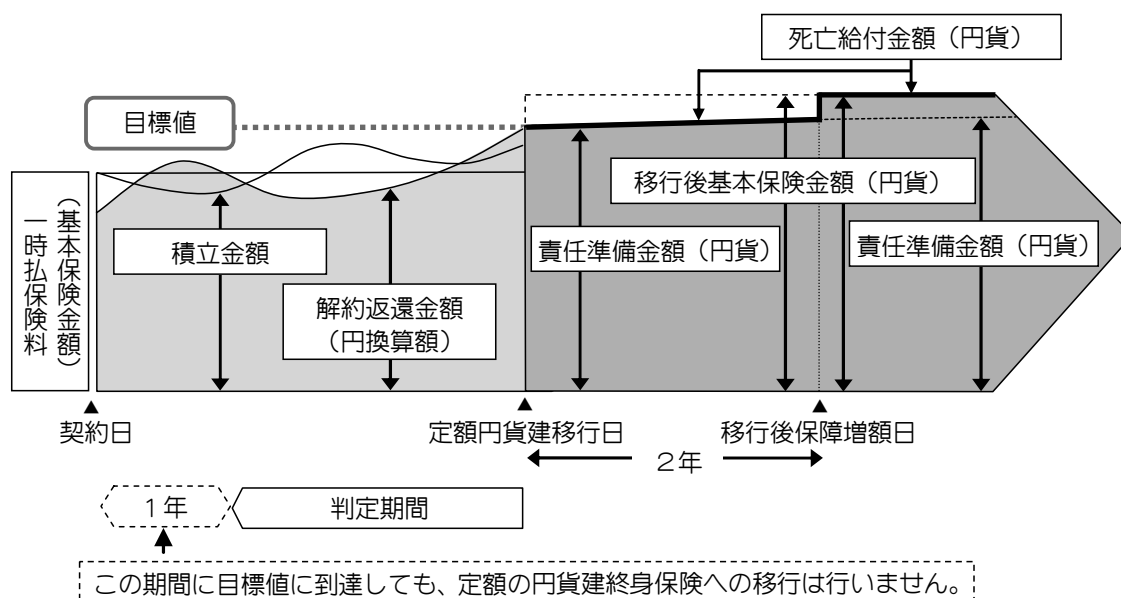 死亡給付金額（円貨）
目標値
移行後基本保険金額（円貨）
一時払保険料
（基本保険金額）
積立金額
責任準備金額（円貨）
責任準備金額（円貨）
解約返還金額
（円換算額）
▲
契約日
▲
定額円貨建移行日
▲
移行後保障増額日
２年
１年
判定期間
この期間に目標値に到達しても、定額の円貨建終身保険への移行は行いません。